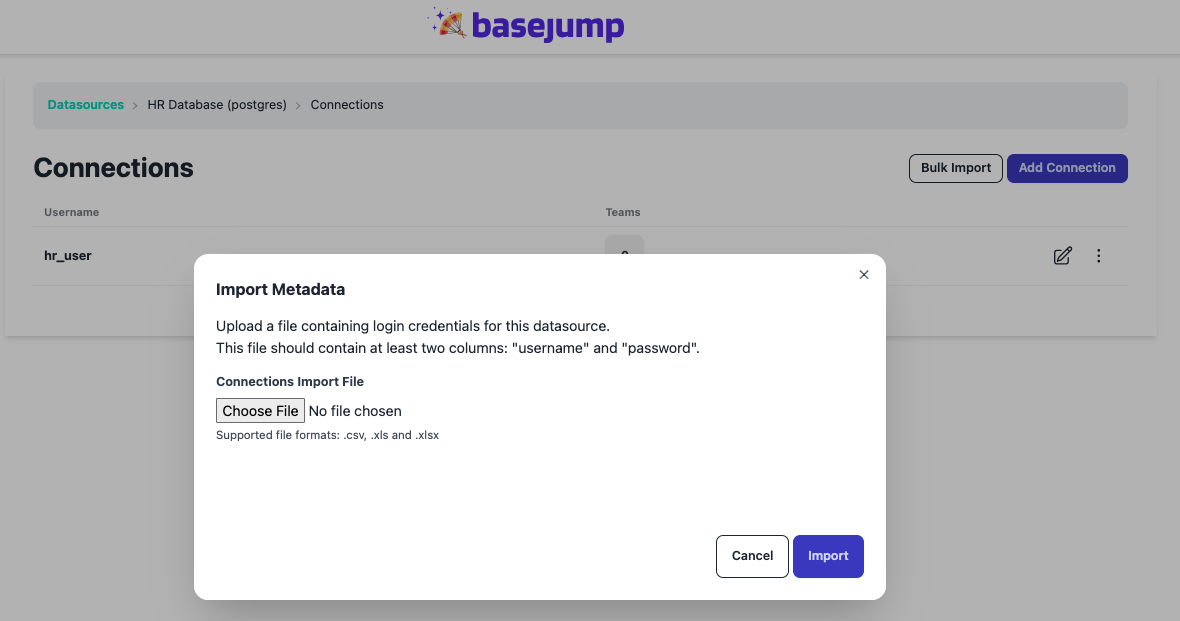 basejump
Datasources > HR Database (postgres) > Connections
Connections
Bulk Import
Add Connection
Username
Teams
hr_user
Import Metadata
Upload a file containing login credentials for this datasource.
This file should contain at least two columns: "username" and "password".
Connections Import File
Choose File No file chosen
Supported file formats: .csv, .xls and .xlsx
Cancel
Import